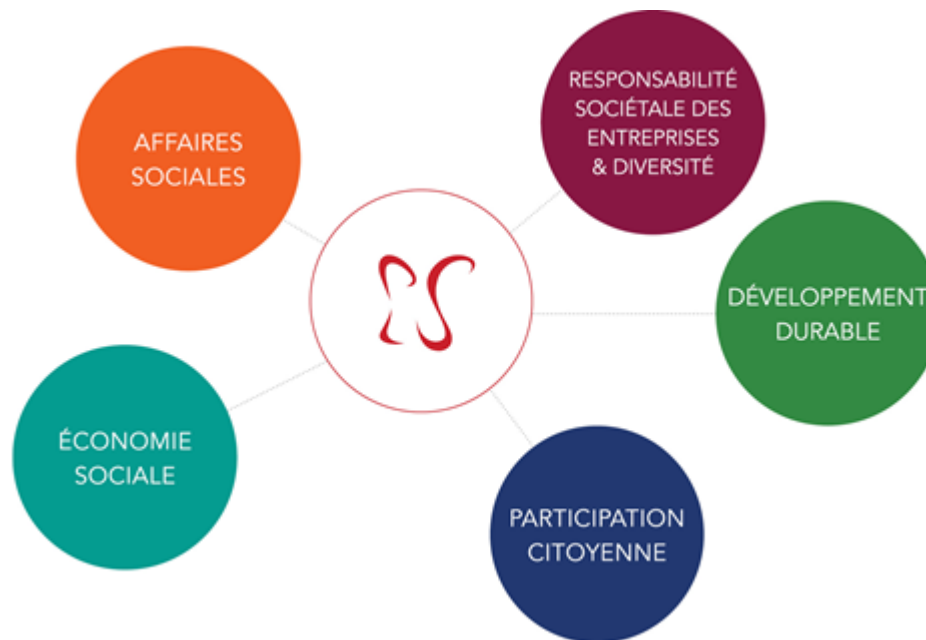 AFFAIRES
SOCIALES
RESPONSABILITÉ
SOCIÉTALE DES
ENTREPRISES
& DIVERSITÉ
DÉVELOPPEMENT
DURABLE
ÉCONOMIE
SOCIALE
PARTICIPATION
CITOYENNE